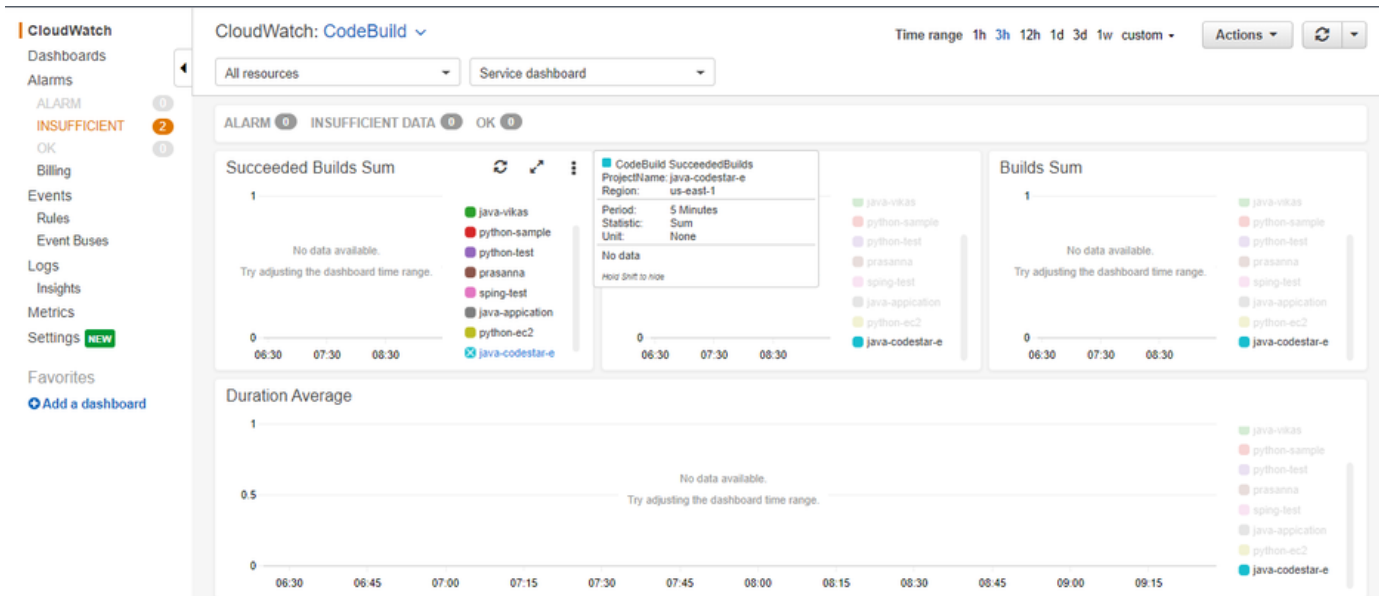 CloudWatch
Dashboards
Alarms
ALARM 0
INSUFFICIENT 2
OK 0
Billing
Events
Rules
Event Buses
Logs
Insights
Metrics
Settings NEW
Favorites
Add a dashboard
CloudWatch: CodeBuild
Time range 1h 3h 12h 1d 3d 1w custom
Actions
All resources
Service dashboard
ALARM 0 INSUFFICIENT DATA 0 OK 0
Succeeded Builds Sum
1
No data available.
Try adjusting the dashboard time range.
0
06:30 07:30 08:30
java-vikas
python-sample
python-test
prasanna
sping-test
java-appication
python-ec2
java-codestar-e
CodeBuild SucceededBuilds
ProjectName: java-codestar-e
Region: us-east-1
Period: 5 Minutes
Statistic: Sum
Unit: None
No data
Hold Shift to hide
0
06:30 07:30 08:30
java-vikas
python-sample
python-test
prasanna
sping-test
java-appication
python-ec2
java-codestar-e
Builds Sum
1
No data available.
Try adjusting the dashboard time range.
0
06:30 07:30 08:30
java-vikas
python-sample
python-test
prasanna
sping-test
java-appication
python-ec2
java-codestar-e
Duration Average
1
No data available.
0.5
Try adjusting the dashboard time range.
0
06:30 06:45 07:00 07:15 07:30 07:45 08:00 08:15 08:30 08:45 09:00 09:15
java-vikas
python-sample
python-test
prasanna
sping-test
java-appication
python-ec2
java-codestar-e